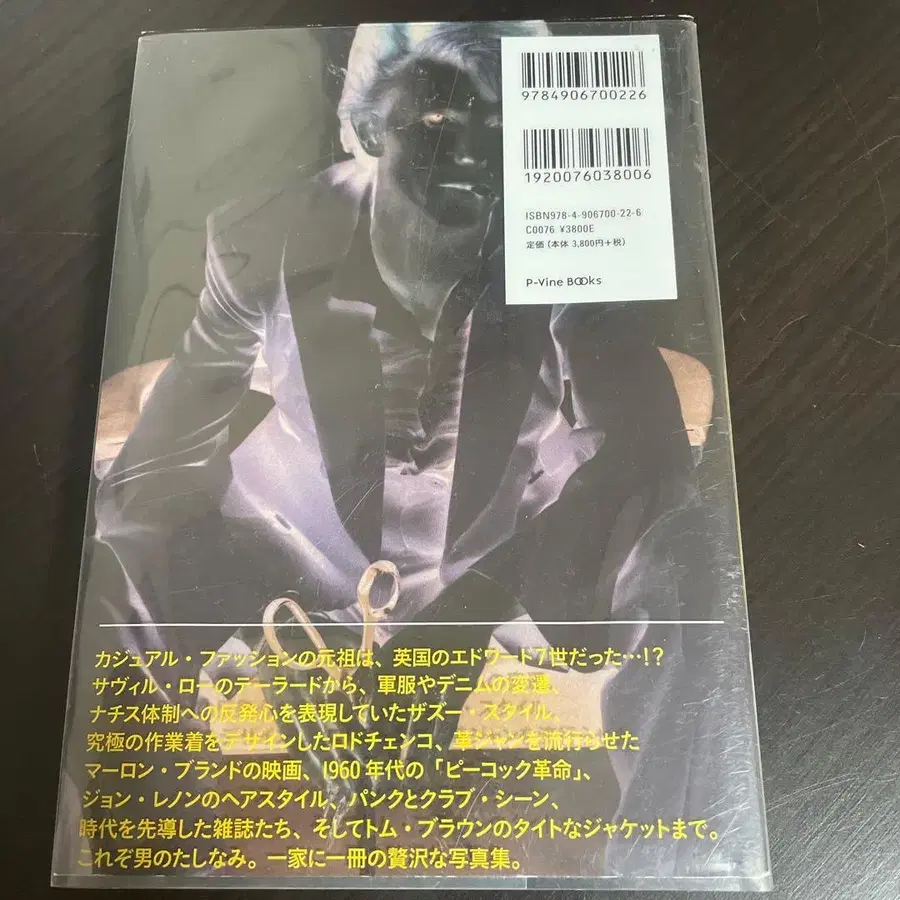 9784906700226
1920076038006
ISBN978-4-906700-22-6
C0076 ¥3800E
定価（本体 3,800円+税）
P-Vine BOOks
カジュアル・ファッションの元祖は、英国のエドワード7世だった…!?
サヴィル・ローのテーラードから、軍服やデニムの変遷、
ナチス体制への反発心を表現していたザズー・スタイル、
究極の作業着をデザインしたロドチェンコ、革ジャンを流行らせた
マーロン・ブランドの映画、1960年代の「ピーコック革命」、
ジョン・レノンのヘアスタイル、パンクとクラブ・シーン、
時代を先導した雑誌たち、そしてトム・ブラウンのタイトなジャケットまで。
これぞ男のたしなみ。一家に一冊の贅沢な写真集。